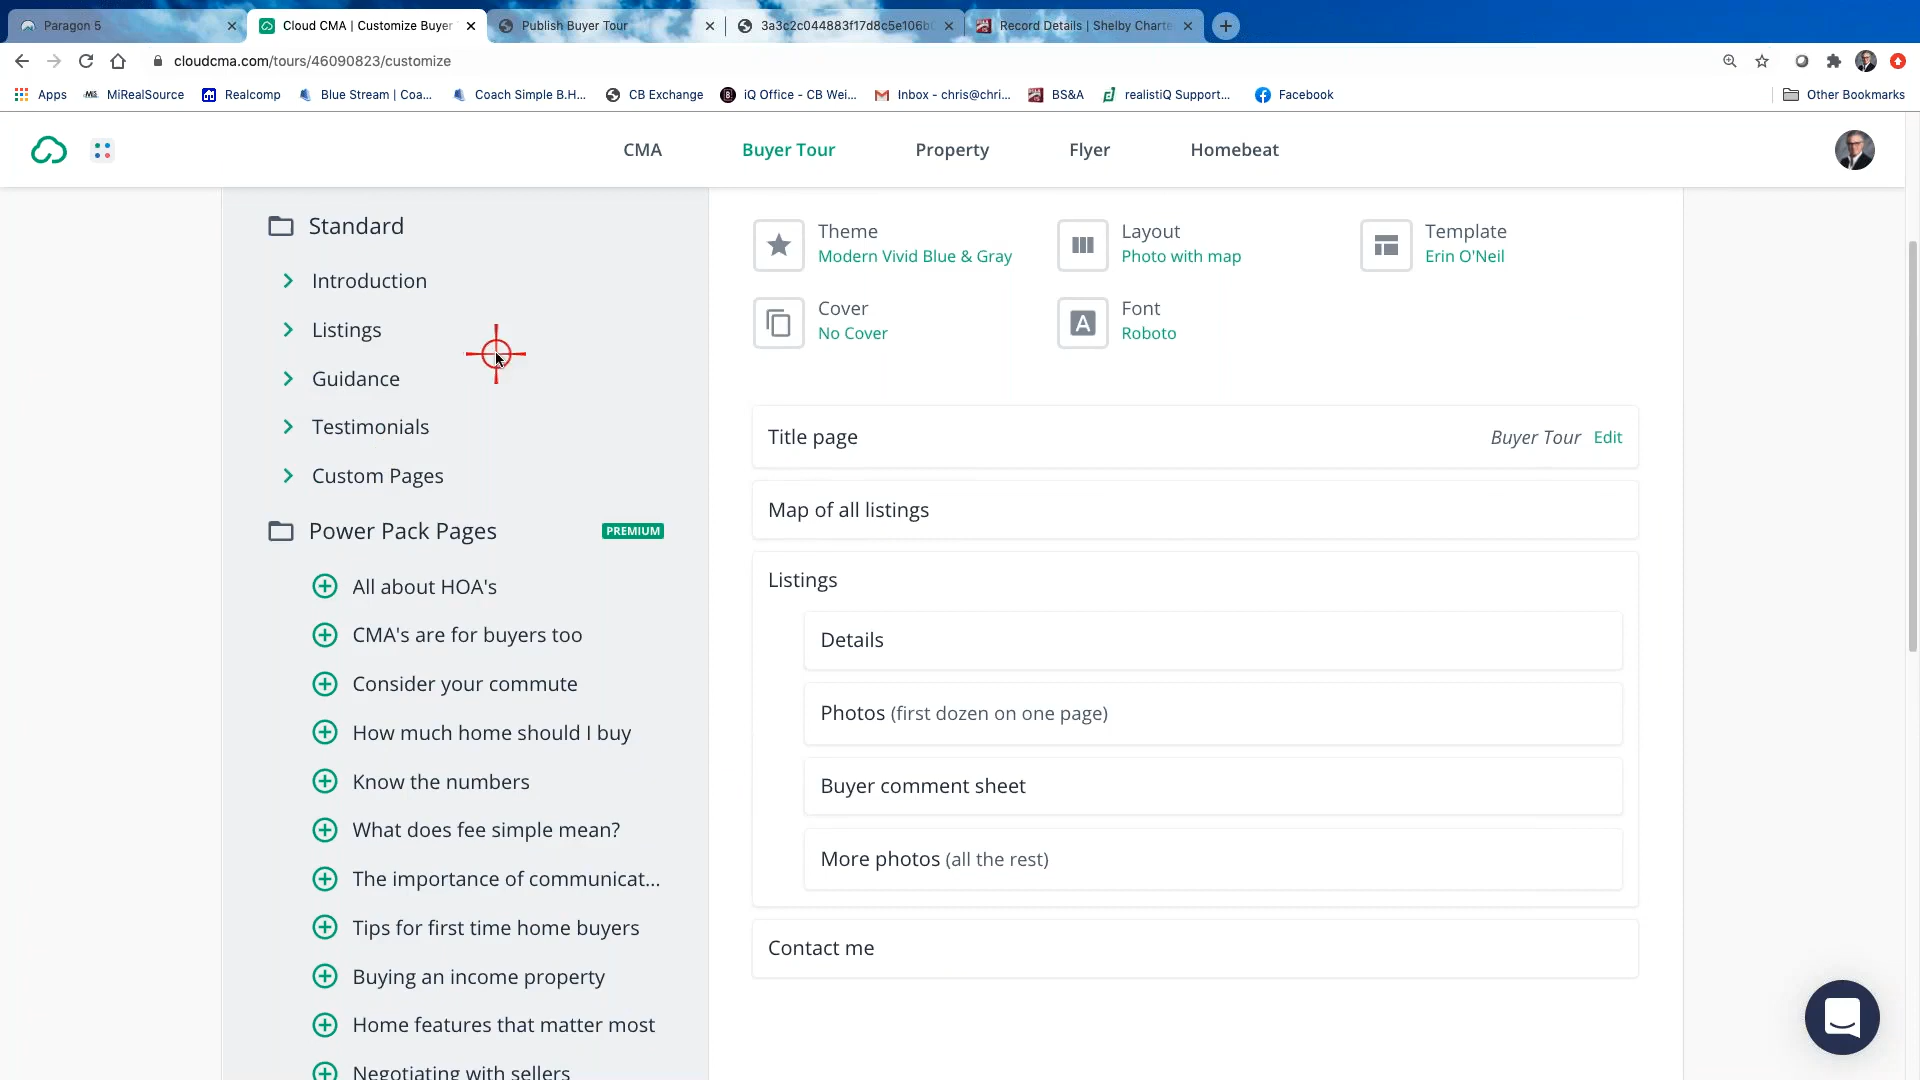 Paragon 5
Cloud CMA | Customize Buyer
Publish Buyer Tour
3a3c2c044883f17d8c5e106b
Record Details | Shelby Charte
cloudcma.com/tours/46090823/customize
Apps
MiRealSource
Realcomp
Blue Stream | Coa...
Coach Simple B.H...
CB Exchange
iQ Office - CB Wei...
Inbox - chris@chri...
BS&A
realistiQ Support...
Facebook
Other Bookmarks
CMA
Buyer Tour
Property
Flyer
Homebeat
Standard
Introduction
Listings
Guidance
Testimonials
Custom Pages
Power Pack Pages
PREMIUM
All about HOA's
CMA's are for buyers too
Consider your commute
How much home should I buy
Know the numbers
What does fee simple mean?
The importance of communicat...
Tips for first time home buyers
Buying an income property
Home features that matter most
Negotiating with sellers
Theme
Modern Vivid Blue & Gray
Layout
Photo with map
Template
Erin O'Neil
Cover
No Cover
Font
Roboto
Title page
Buyer Tour Edit
Map of all listings
Listings
Details
Photos (first dozen on one page)
Buyer comment sheet
More photos (all the rest)
Contact me